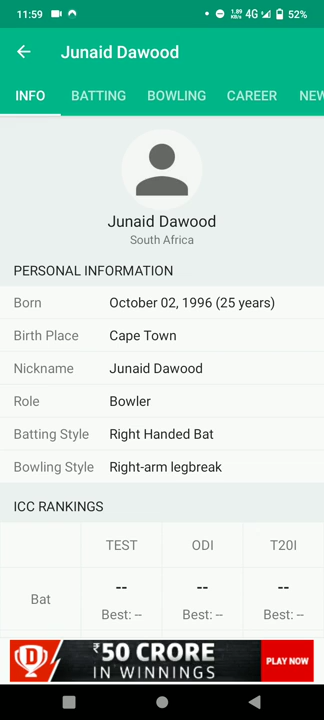 11:59 1.89 KB/s 4G 52%
Junaid Dawood
INFO BATTING BOWLING CAREER NEW
Junaid Dawood
South Africa
PERSONAL INFORMATION
Born October 02, 1996 (25 years)
Birth Place Cape Town
Nickname Junaid Dawood
Role Bowler
Batting Style Right Handed Bat
Bowling Style Right-arm legbreak
ICC RANKINGS
TEST ODI T20I
Bat -- -- --
Best: -- Best: -- Best: --
D ₹50 CRORE
IN WINNINGS PLAY NOW